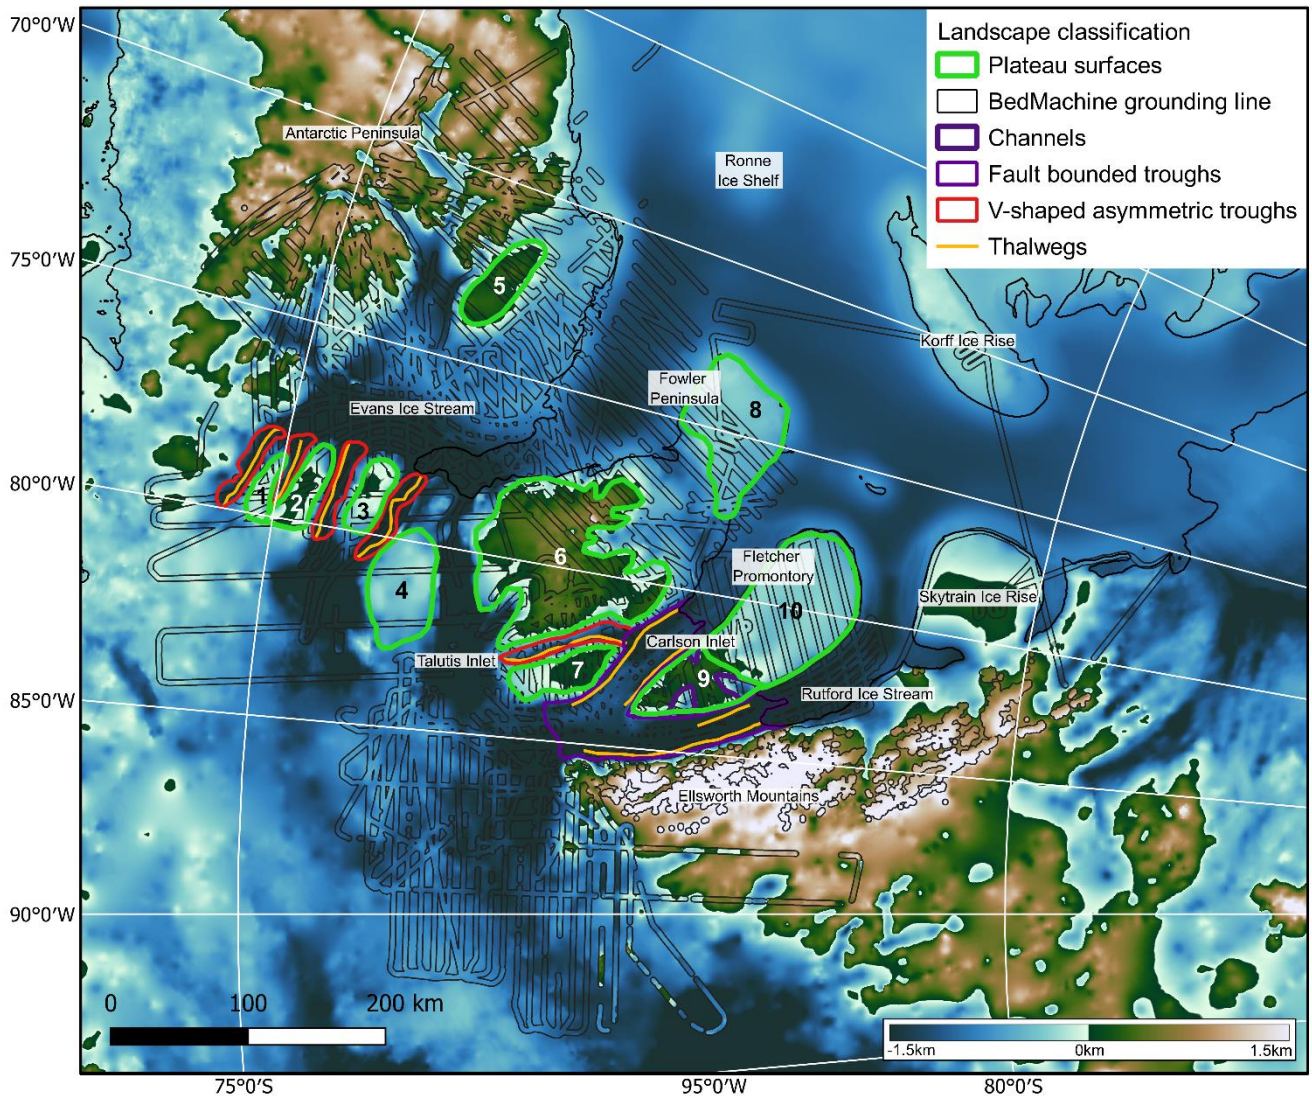 70°0'W
75°0'W
80°0'W
85°0'W
90°0'W
Landscape classification
Plateau surfaces
BedMachine grounding line
Channels
Fault bounded troughs
V-shaped asymmetric troughs
Thalwegs
Antarctic Peninsula
Ronne
Ice Shelf
5
Korff Ice Rise
Fowler
Peninsula
8
Evans Ice Stream
1
2
3
4
6
Fletcher
Promontory
10
Skytrain Ice Rise
Carlson Inlet
Talutis Inlet
7
9
Rutford Ice Stream
Ellsworth Mountains
0 100 200 km
-1.5km 0km 1.5km
75°0'S
95°0'W
80°0'S